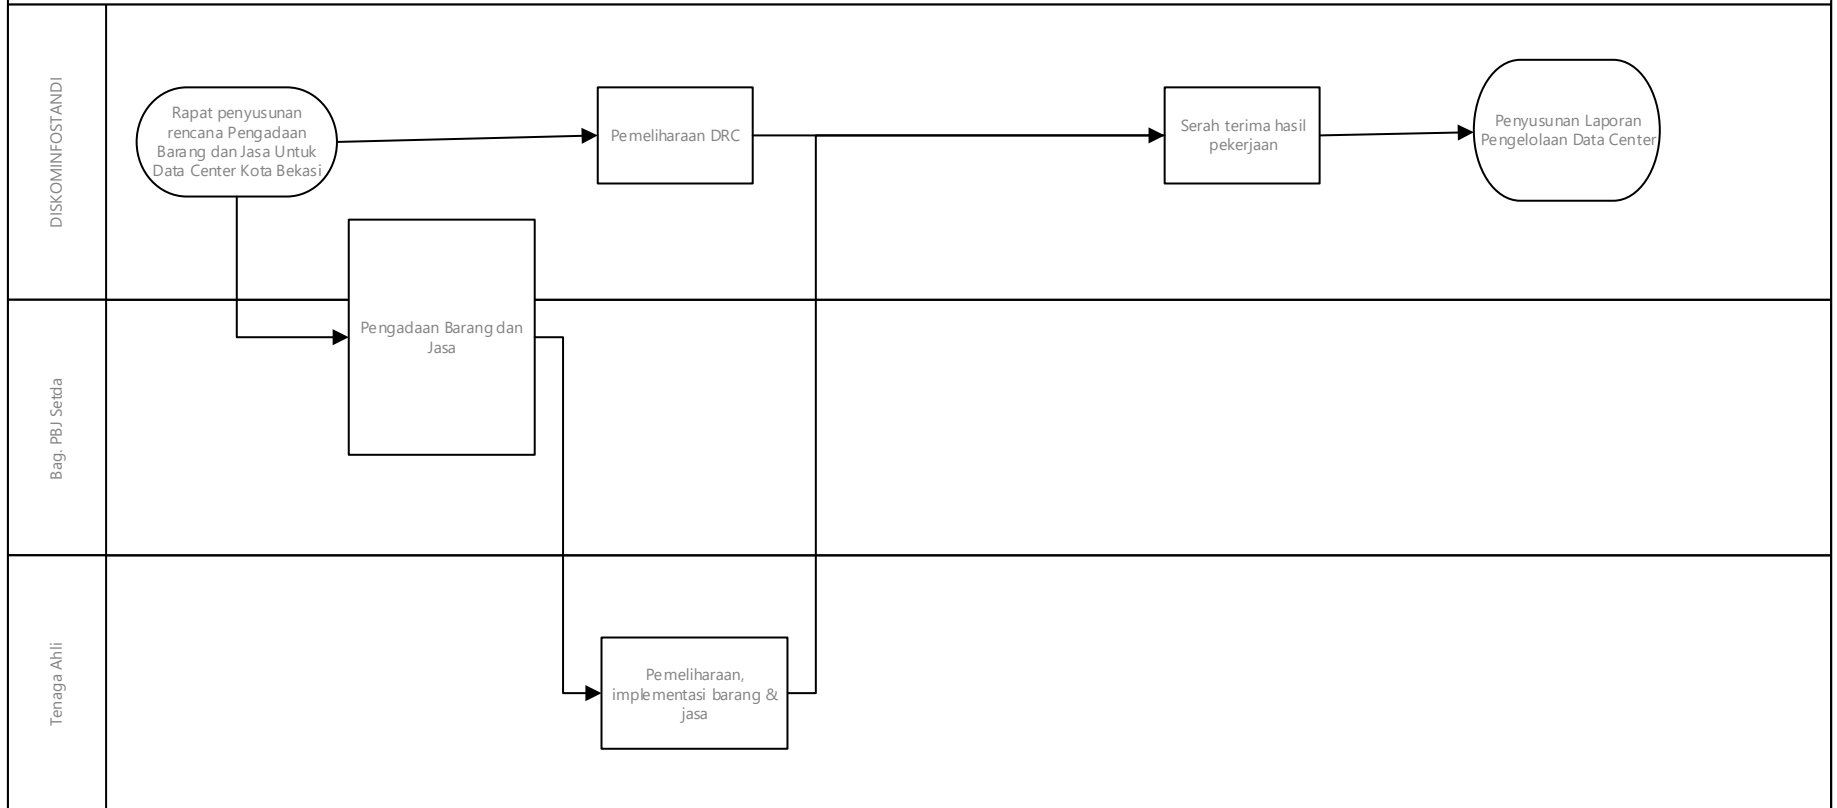 DISKOMINFOSTANDI
Rapat penyusunan
rencana Pengadaan
Barang dan Jasa Untuk
Data Center Kota Bekasi
Pemeliharaan DRC
Serah terima hasil
pekerjaan
Penyusunan Laporan
Pengelolaan Data Center
Bag. PBJ Setda
Pengadaan Barang dan
Jasa
Tenaga Ahli
Pemeliharaan,
implementasi barang &
jasa